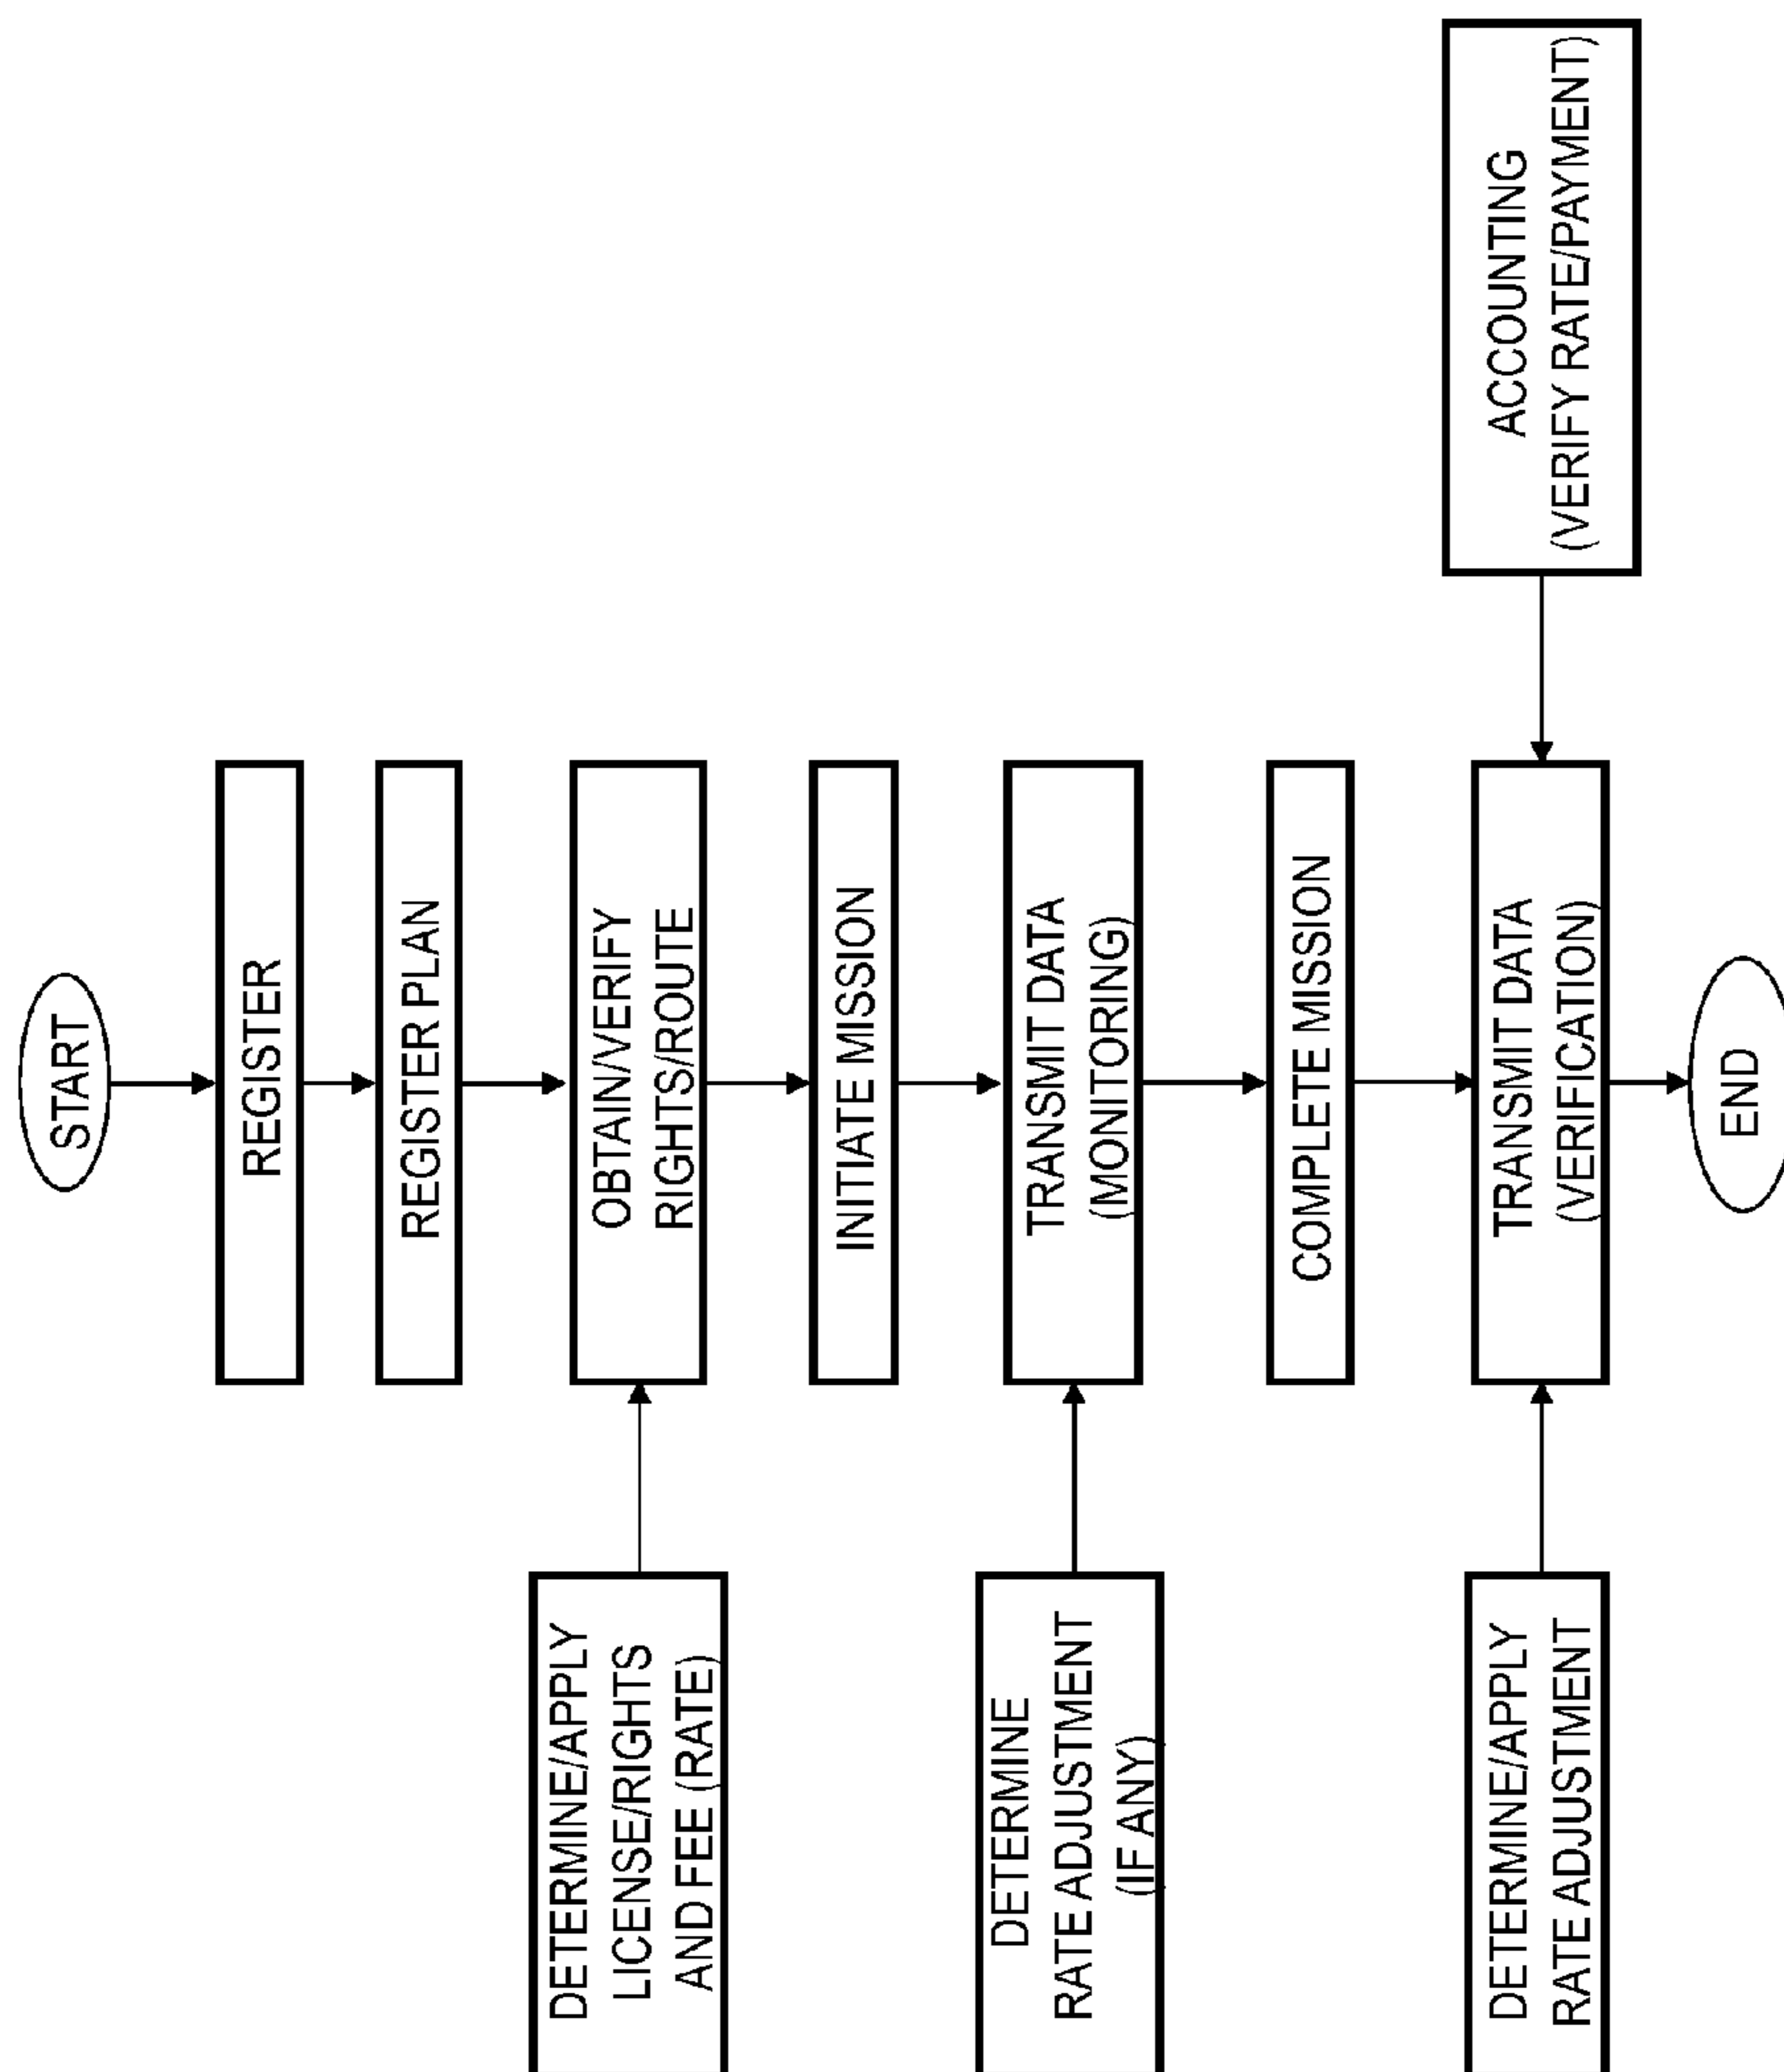 START
REGISTER
REGISTER PLAN
DETERMINE/APPLY
LICENSE/RIGHTS
AND FEE (RATE)
OBTAIN/VERIFY
RIGHTS/ROUTE
INITIATE MISSION
DETERMINE
RATE ADJUSTMENT
(IF ANY)
TRANSMIT DATA
(MONITORING)
COMPLETE MISSION
DETERMINE/APPLY
RATE ADJUSTMENT
TRANSMIT DATA
(VERIFICATION)
ACCOUNTING
(VERIFY RATE/PAYMENT)
END